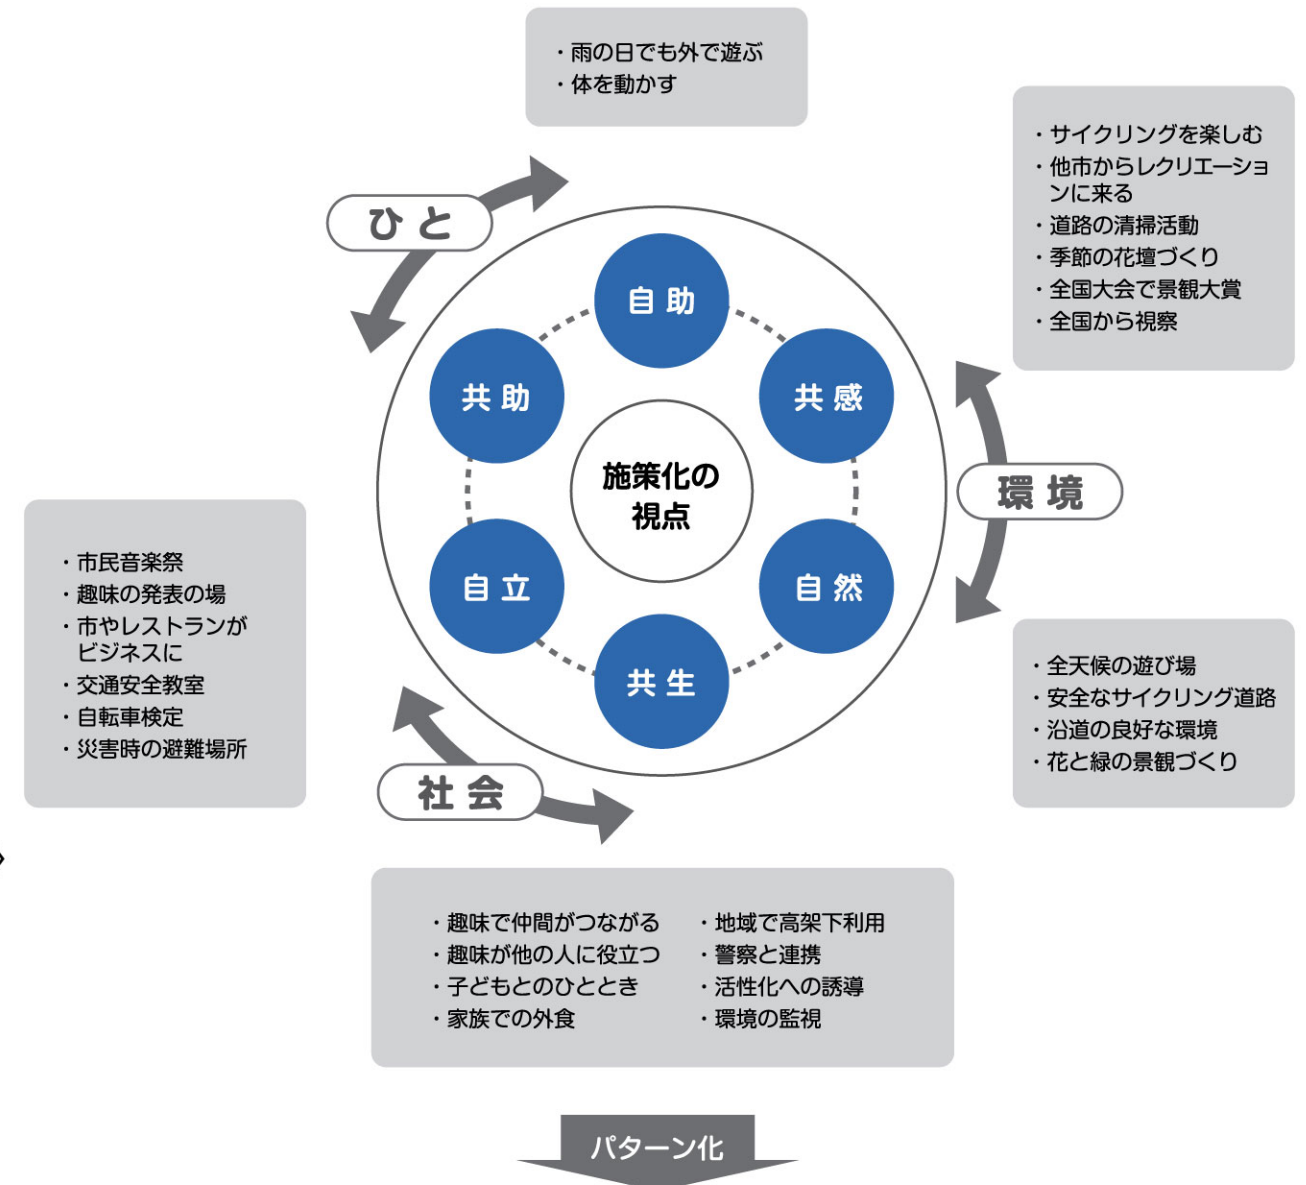 ・雨の日でも外で遊ぶ
・体を動かす
・サイクリングを楽しむ
・他市からレクリエーショ
ンに来る
・道路の清掃活動
・季節の花壇づくり
・全国大会で景観大賞
・全国から視察
ひと
自助
共助
共感
施策化の
視点
環境
自立
自然
共生
・市民音楽祭
・趣味の発表の場
・市やレストランが
ビジネスに
・交通安全教室
・自転車検定
・災害時の避難場所
・全天候の遊び場
・安全なサイクリング道路
・沿道の良好な環境
・花と緑の景観づくり
社会
・趣味で仲間がつながる
・趣味が他の人に役立つ
・子どもとのひととき
・家族での外食
・地域で高架下利用
・警察と連携
・活性化への誘導
・環境の監視
パターン化